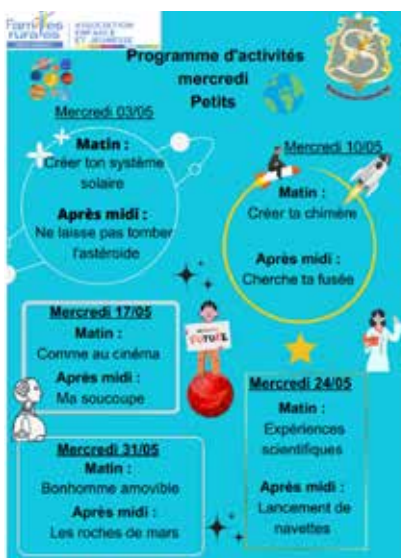 Familles
rurales
ASSOCIATION
ENFANCE
ET JEUNESSE
Programme d'activités
mercredi
Petits
Mercredi 03/05
Matin :
Créer ton système
solaire
Après midi :
Ne laisse pas tomber
l'astéroide
Mercredi 10/05
Matin :
Créer ta chimère
Après midi :
Cherche ta fusée
Mercredi 17/05
Matin :
Comme au cinéma
Après midi :
Ma soucoupe
FUTURE
Mercredi 24/05
Matin :
Expériences
scientifiques
Après midi :
Lancement de
navettes
Mercredi 31/05
Matin :
Bonhomme amovible
Après midi :
Les roches de mars